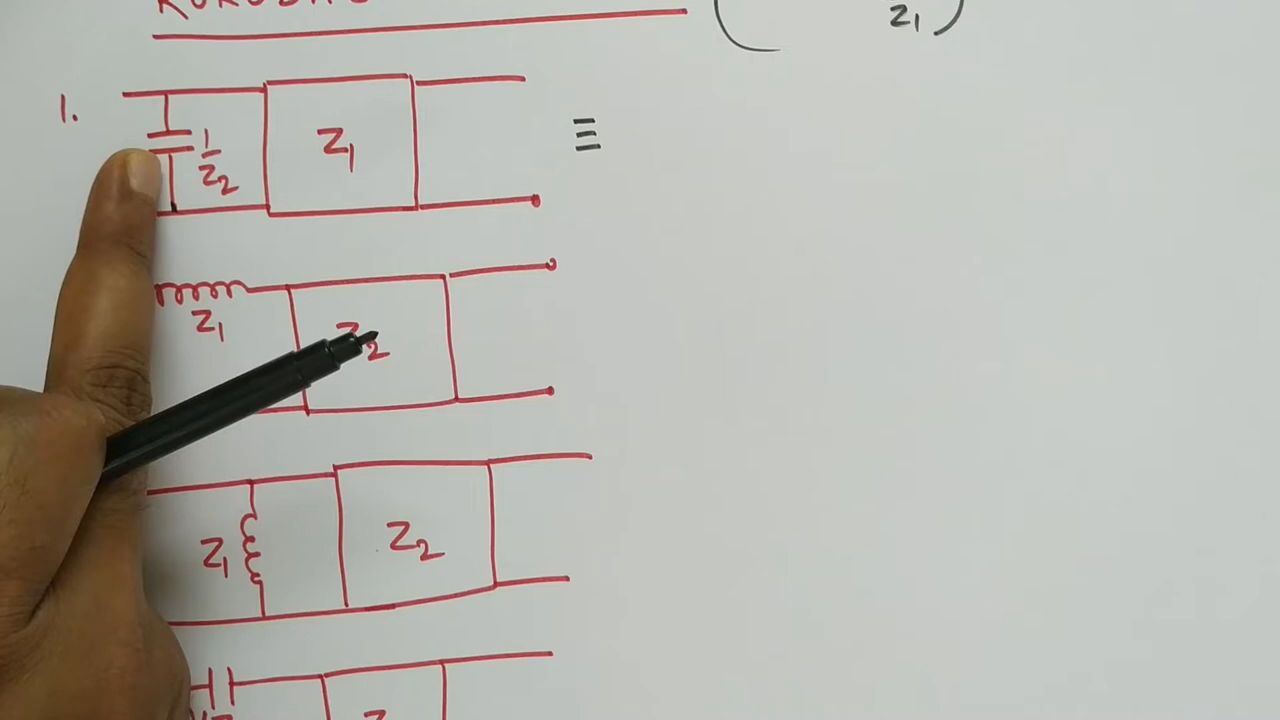 Z₁
1. 1/Z₂ Z₁ ≡
Z₁ Z₂
Z₁ Z₂